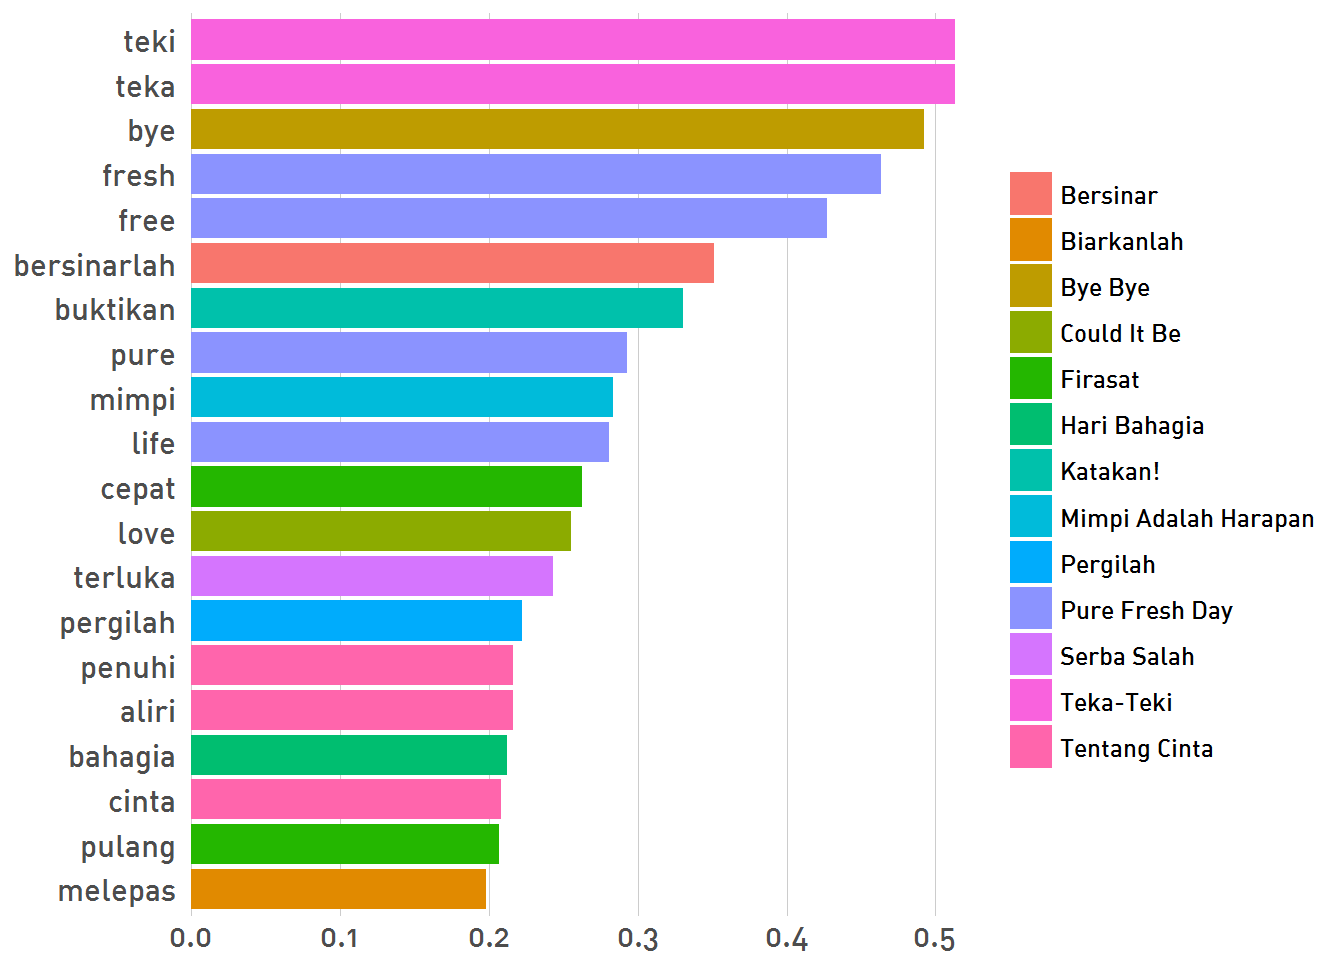 teki
teka
bye
fresh
free
bersinarlah
buktikan
pure
mimpi
life
cepat
love
terluka
pergilah
penuhi
aliri
bahagia
cinta
pulang
melepas
0.0 0.1 0.2 0.3 0.4 0.5
Bersinar
Biarkanlah
Bye Bye
Could It Be
Firasat
Hari Bahagia
Katakan!
Mimpi Adalah Harapan
Pergilah
Pure Fresh Day
Serba Salah
Teka-Teki
Tentang Cinta